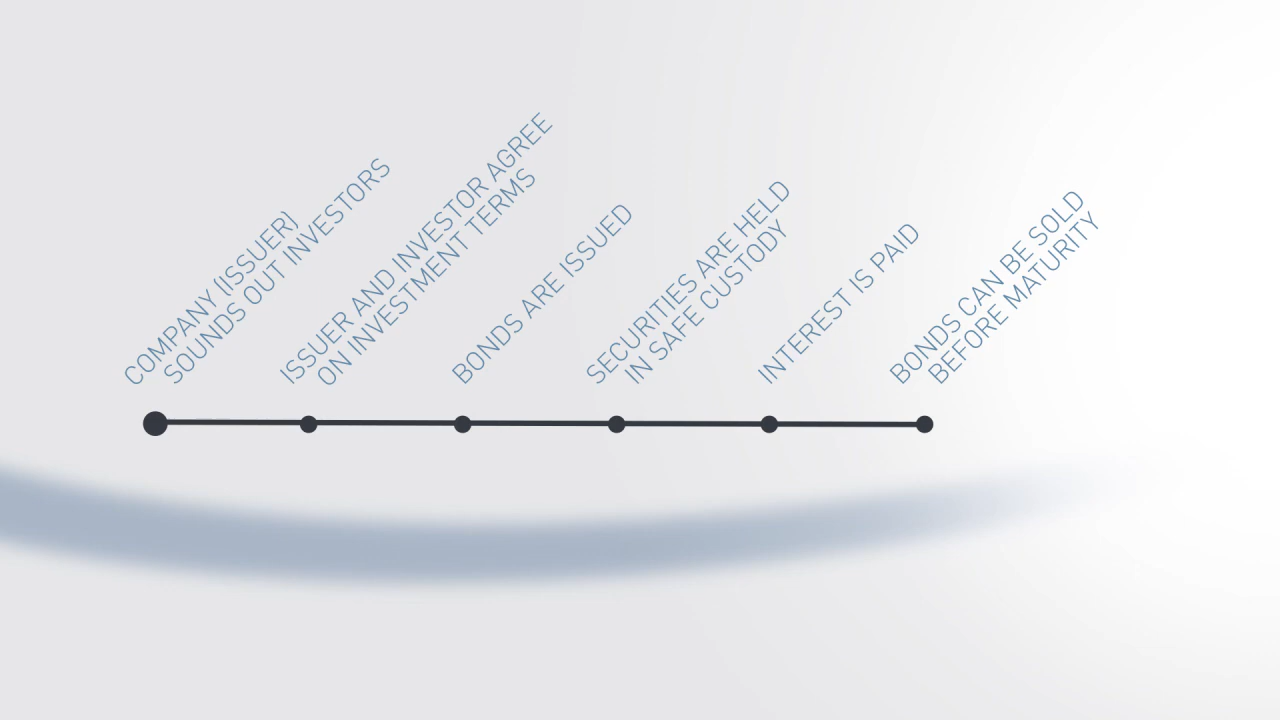 COMPANY (ISSUER)
SOUNDS OUT INVESTORS
ISSUER AND INVESTOR AGREE
ON INVESTMENT TERMS
BONDS ARE ISSUED
SECURITIES ARE HELD
IN SAFE CUSTODY
INTEREST IS PAID
BONDS CAN BE SOLD
BEFORE MATURITY